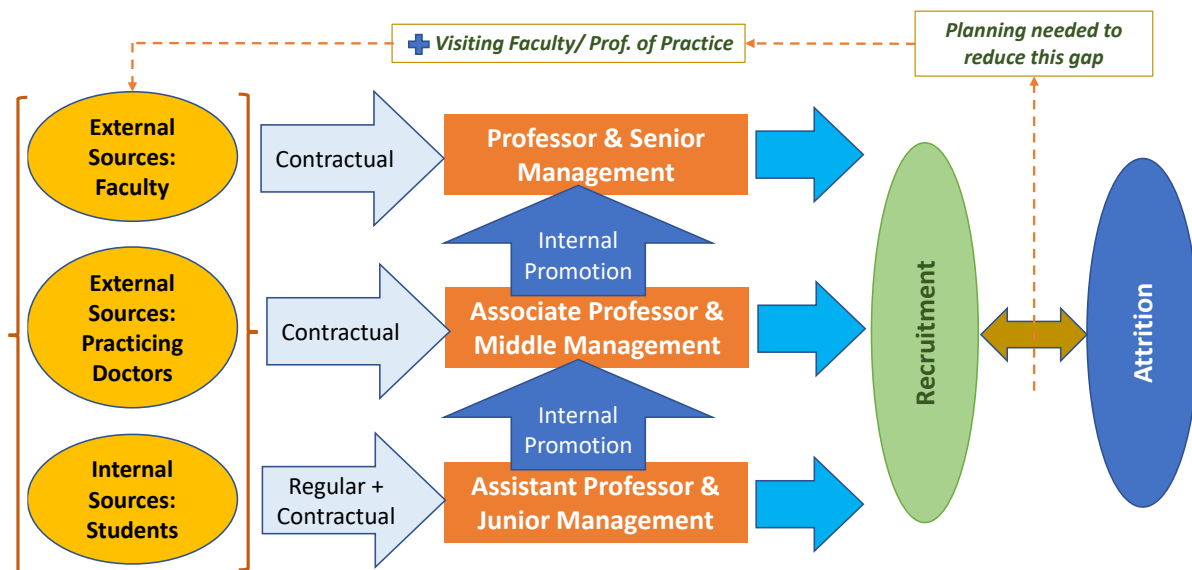 Visiting Faculty/ Prof. of Practice
Planning needed to
reduce this gap
External
Sources:
Faculty
Contractual
Professor & Senior
Management
Internal
Promotion
External
Sources:
Practicing
Doctors
Contractual
Associate Professor &
Middle Management
Internal
Promotion
Internal
Sources:
Students
Regular +
Contractual
Assistant Professor &
Junior Management
Recruitment
Attrition